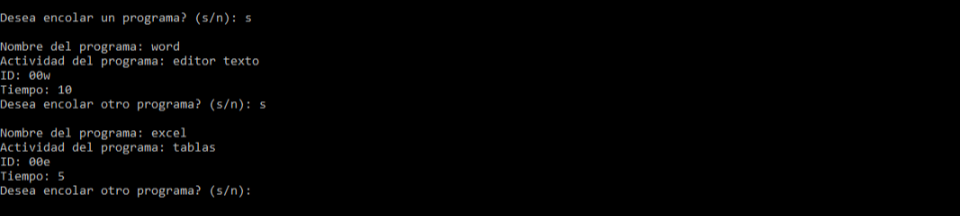 Desea encolar un programa? (s/n): s
Nombre del programa: word
Actividad del programa: editor texto
ID: 00w
Tiempo: 10
Desea encolar otro programa? (s/n): s
Nombre del programa: excel
Actividad del programa: tablas
ID: 00e
Tiempo: 5
Desea encolar otro programa? (s/n):